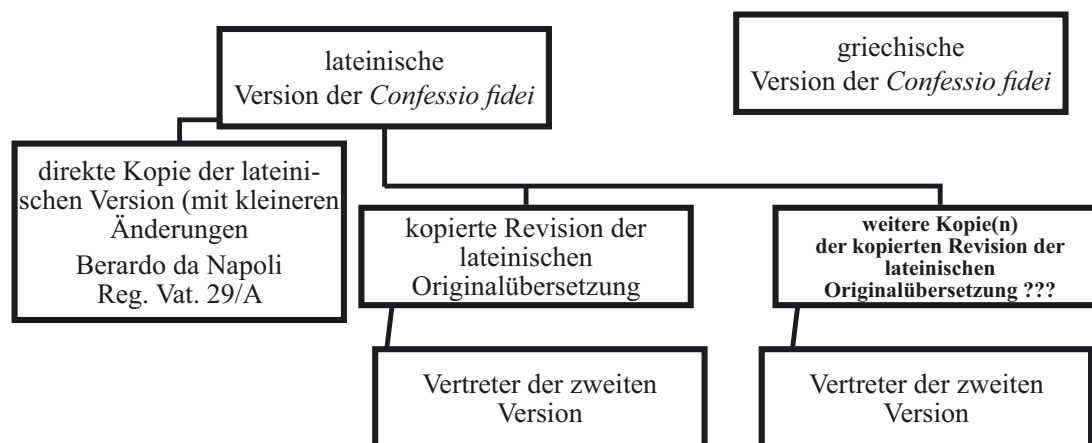 lateinische
Version der Confessio fidei
griechische
Version der Confessio fidei
direkte Kopie der lateini-
schen Version (mit kleineren
Änderungen
Berardo da Napoli
Reg. Vat. 29/A
kopierte Revision der
lateinischen
Originalübersetzung
weitere Kopie(n)
der kopierten Revision der
lateinischen
Originalübersetzung ???
Vertreter der zweiten
Version
Vertreter der zweiten
Version